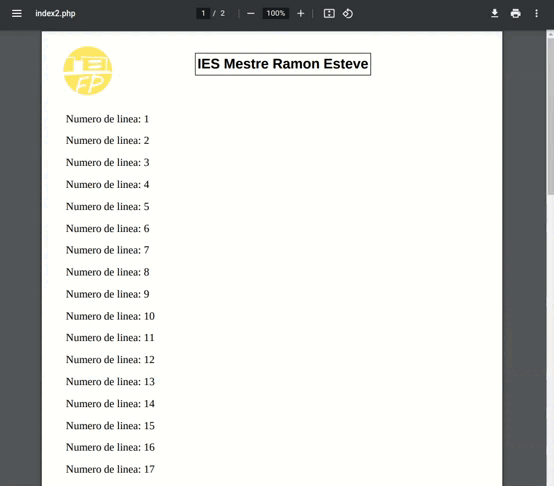 index2.php
1 / 2
100%
FP
IES Mestre Ramon Esteve
Numero de linea: 1
Numero de linea: 2
Numero de linea: 3
Numero de linea: 4
Numero de linea: 5
Numero de linea: 6
Numero de linea: 7
Numero de linea: 8
Numero de linea: 9
Numero de linea: 10
Numero de linea: 11
Numero de linea: 12
Numero de linea: 13
Numero de linea: 14
Numero de linea: 15
Numero de linea: 16
Numero de linea: 17